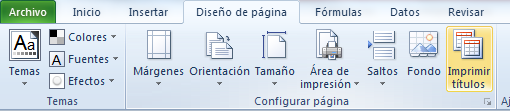 Archivo Inicio Insertar Diseño de página Fórmulas Datos Revisar
Aa Temas
Colores
A Fuentes
Efectos
Márgenes Orientación Tamaño Área de impresión Saltos Fondo Imprimir títulos
Temas Configurar página